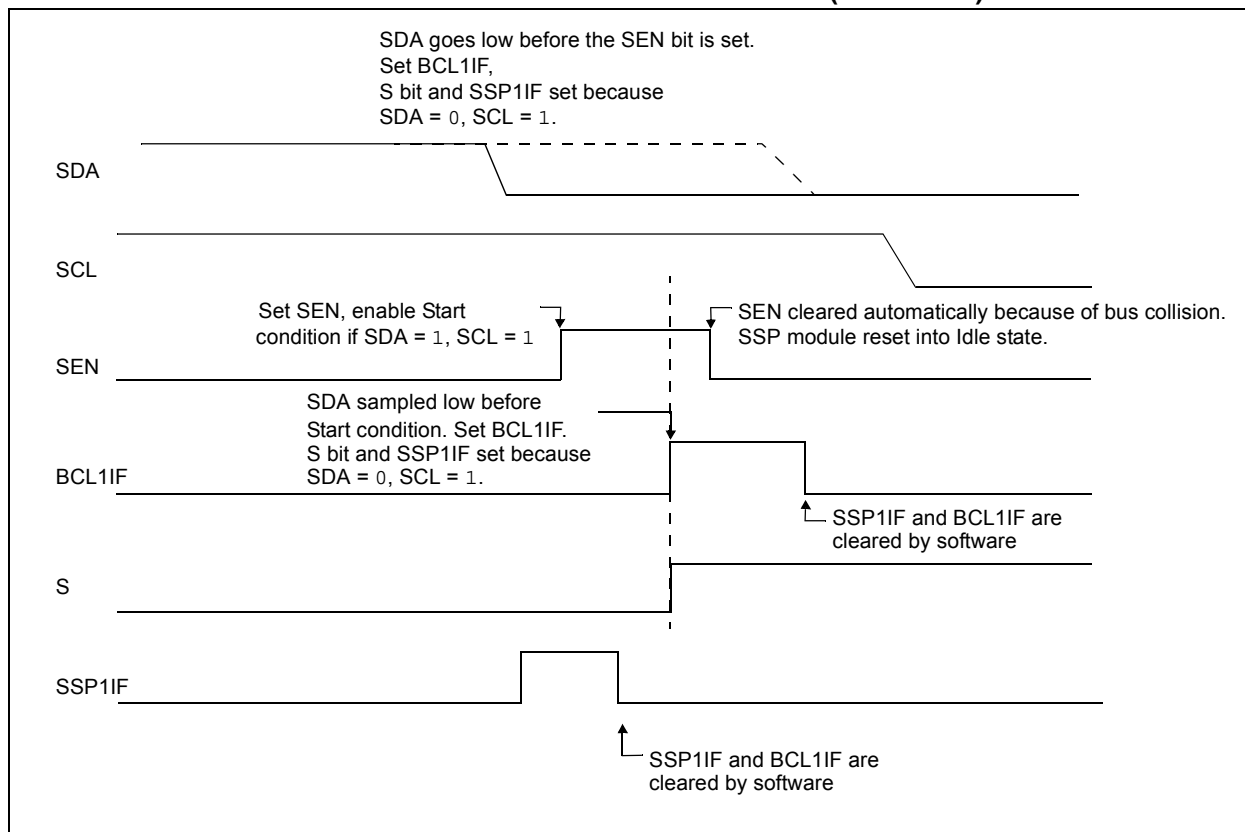 SDA goes low before the SEN bit is set.
Set BCL1IF,
S bit and SSP1IF set because
SDA = 0, SCL = 1.
SDA
SCL
Set SEN, enable Start
condition if SDA = 1, SCL = 1
SEN cleared automatically because of bus collision.
SSP module reset into Idle state.
SEN
SDA sampled low before
Start condition. Set BCL1IF.
S bit and SSP1IF set because
SDA = 0, SCL = 1.
BCL1IF
SSP1IF and BCL1IF are
cleared by software
S
SSP1IF
SSP1IF and BCL1IF are
cleared by software